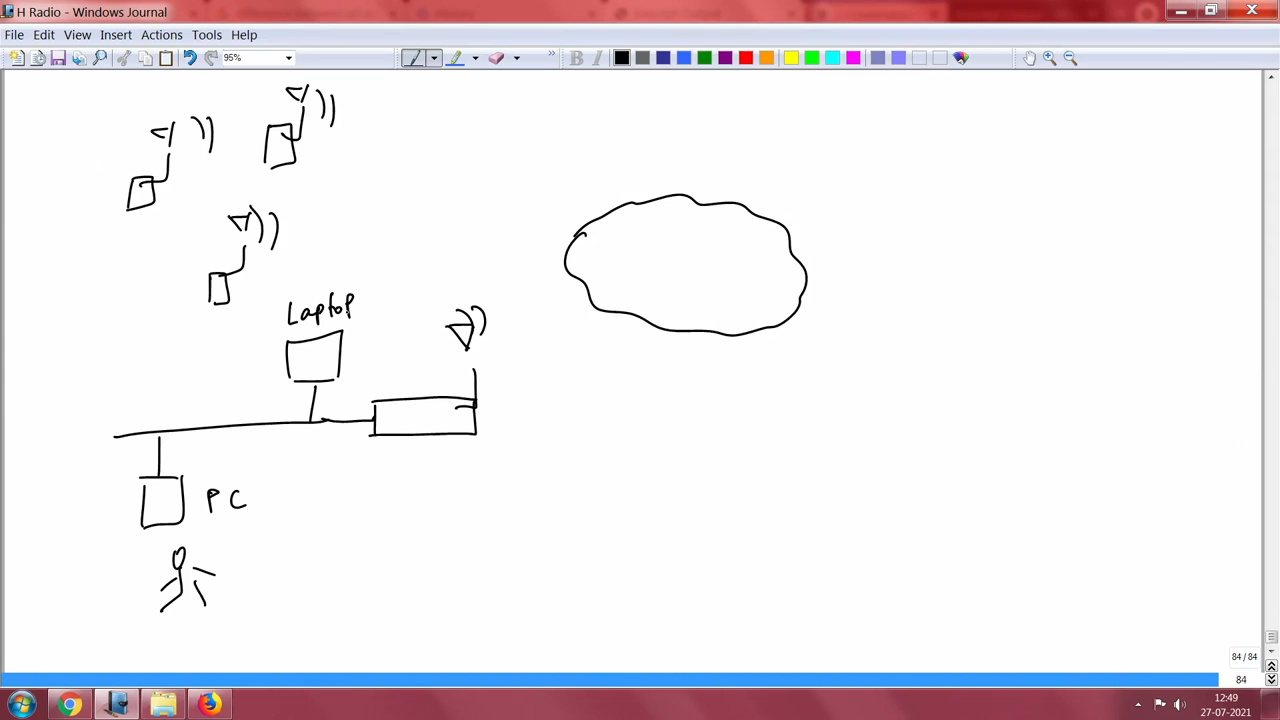 H Radio - Windows Journal
File Edit View Insert Actions Tools Help
95%
B I
Laptop
PC
84 / 84
84
12:49
27-07-2021